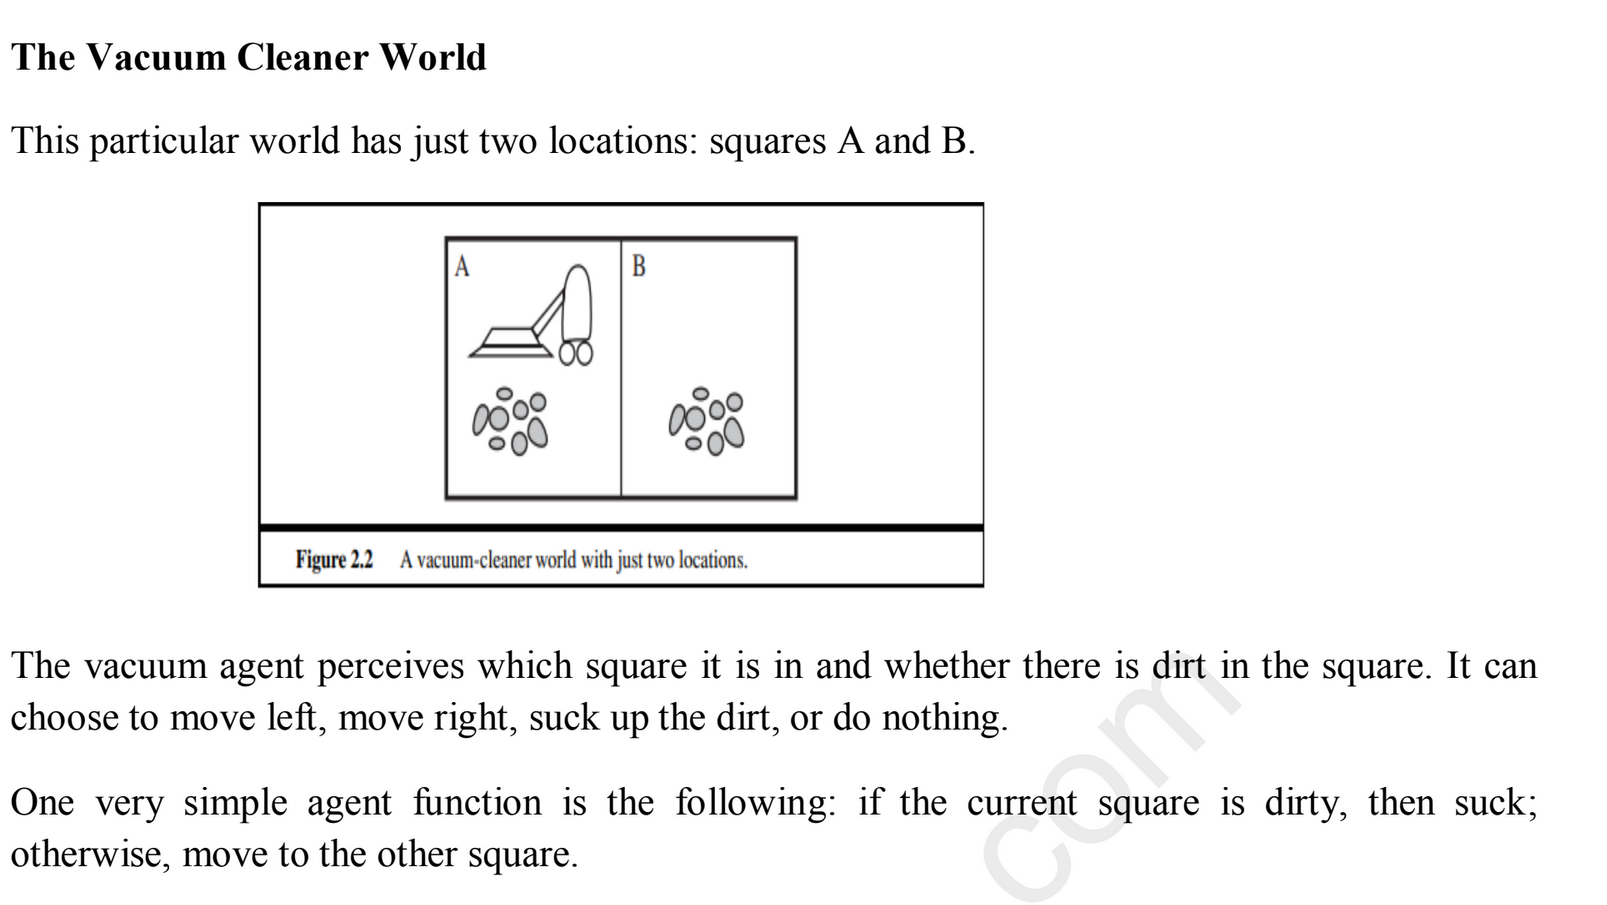 The Vacuum Cleaner World
This particular world has just two locations: squares A and B.
A
B
Figure 2.2 A vacuum-cleaner world with just two locations.
The vacuum agent perceives which square it is in and whether there is dirt in the square. It can
choose to move left, move right, suck up the dirt, or do nothing.
One very simple agent function is the following: if the current square is dirty, then suck;
otherwise, move to the other square.
com